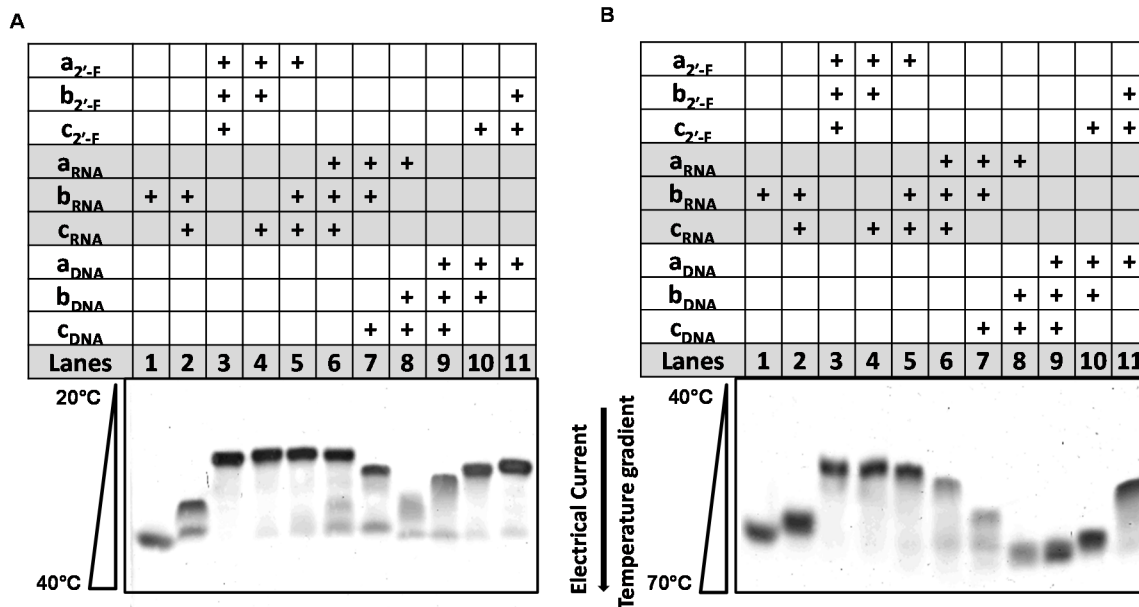 A
a2'-F + + +
b2'-F + + +
c2'-F + + +
aRNA + + +
bRNA + + + + +
cRNA + + + +
aDNA + + +
bDNA + + +
cDNA + + +
Lanes 1 2 3 4 5 6 7 8 9 10 11
20°C
40°C
Electrical Current
Temperature gradient
B
a2'-F + + +
b2'-F + + +
c2'-F + + +
aRNA + + +
bRNA + + + + +
cRNA + + + +
aDNA + + +
bDNA + + +
cDNA + + +
Lanes 1 2 3 4 5 6 7 8 9 10 11
40°C
70°C